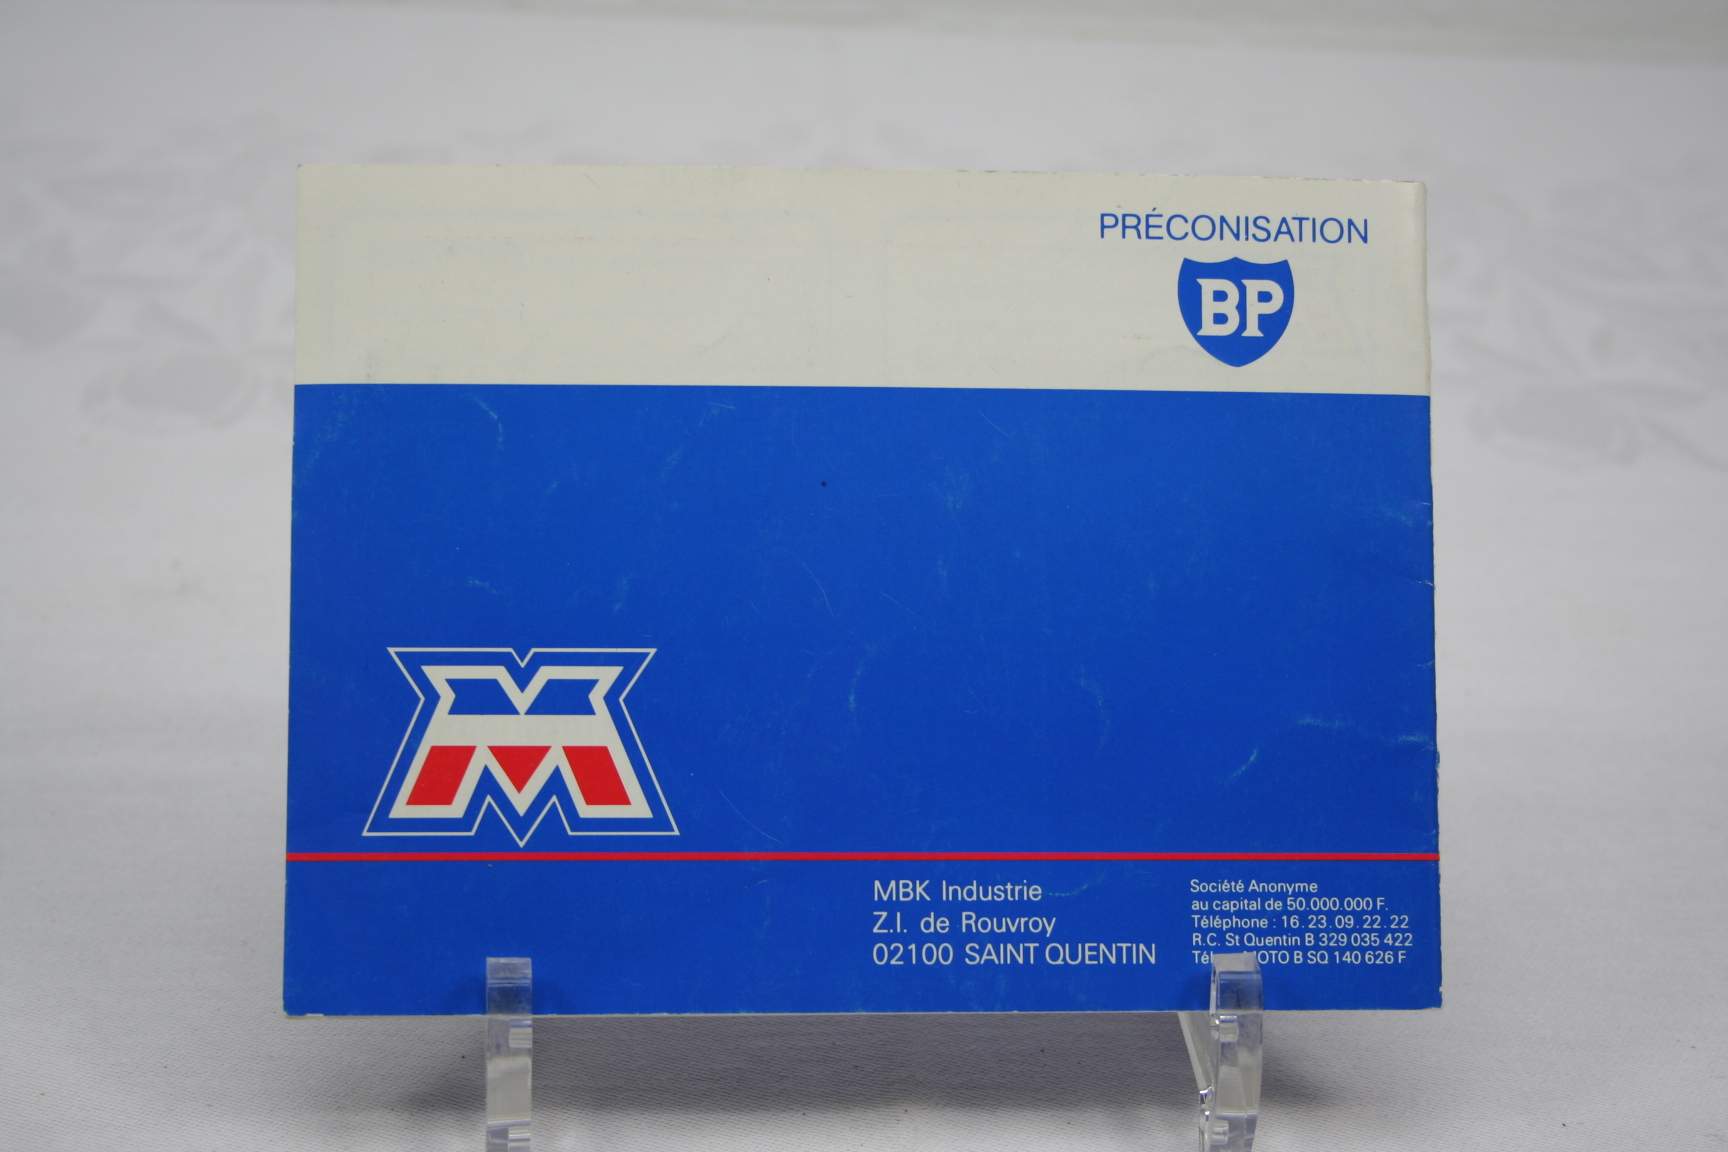 PRÉCONISATION
BP
MBK Industrie
Z.I. de Rouvroy
02100 SAINT QUENTIN
Société Anonyme
au capital de 50.000.000 F.
Téléphone : 16.23.09.22.22
R.C. St Quentin B 329 035 422
B SQ 140 626 F